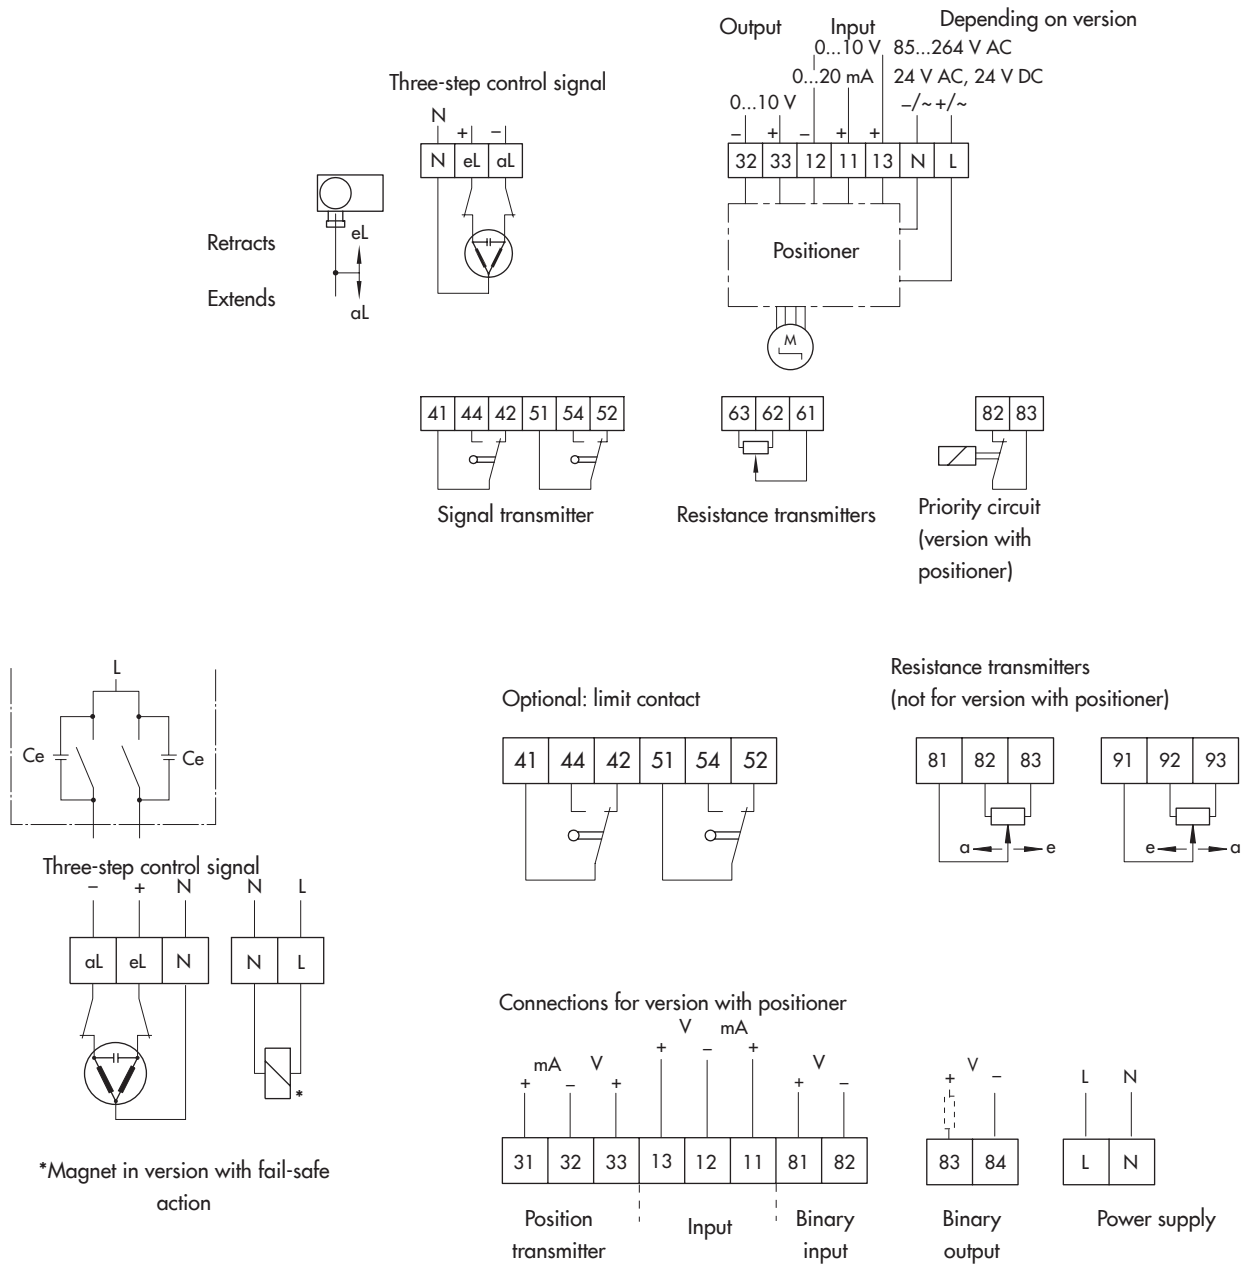 Output Input Depending on version
0...10 V 85...264 V AC
0...20 mA 24 V AC, 24 V DC
0...10 V –/~ +/~
– + – + +
32 33 12 11 13 N L
Positioner
M
Three-step control signal
N + –
N eL aL
Retracts eL
Extends aL
41 44 42 51 54 52
Signal transmitter
63 62 61
Resistance transmitters
82 83
Priority circuit
(version with
positioner)
L
Ce Ce
Three-step control signal
– + N N L
aL eL N N L
*
*Magnet in version with fail-safe
action
Optional: limit contact
41 44 42 51 54 52
Resistance transmitters
(not for version with positioner)
81 82 83 91 92 93
a e e a
Connections for version with positioner
V mA
+ – +
mA V V V
+ – + + – + – L N
31 32 33 13 12 11 81 82 83 84 L N
Position
transmitter
Input
Binary
input
Binary
output
Power supply